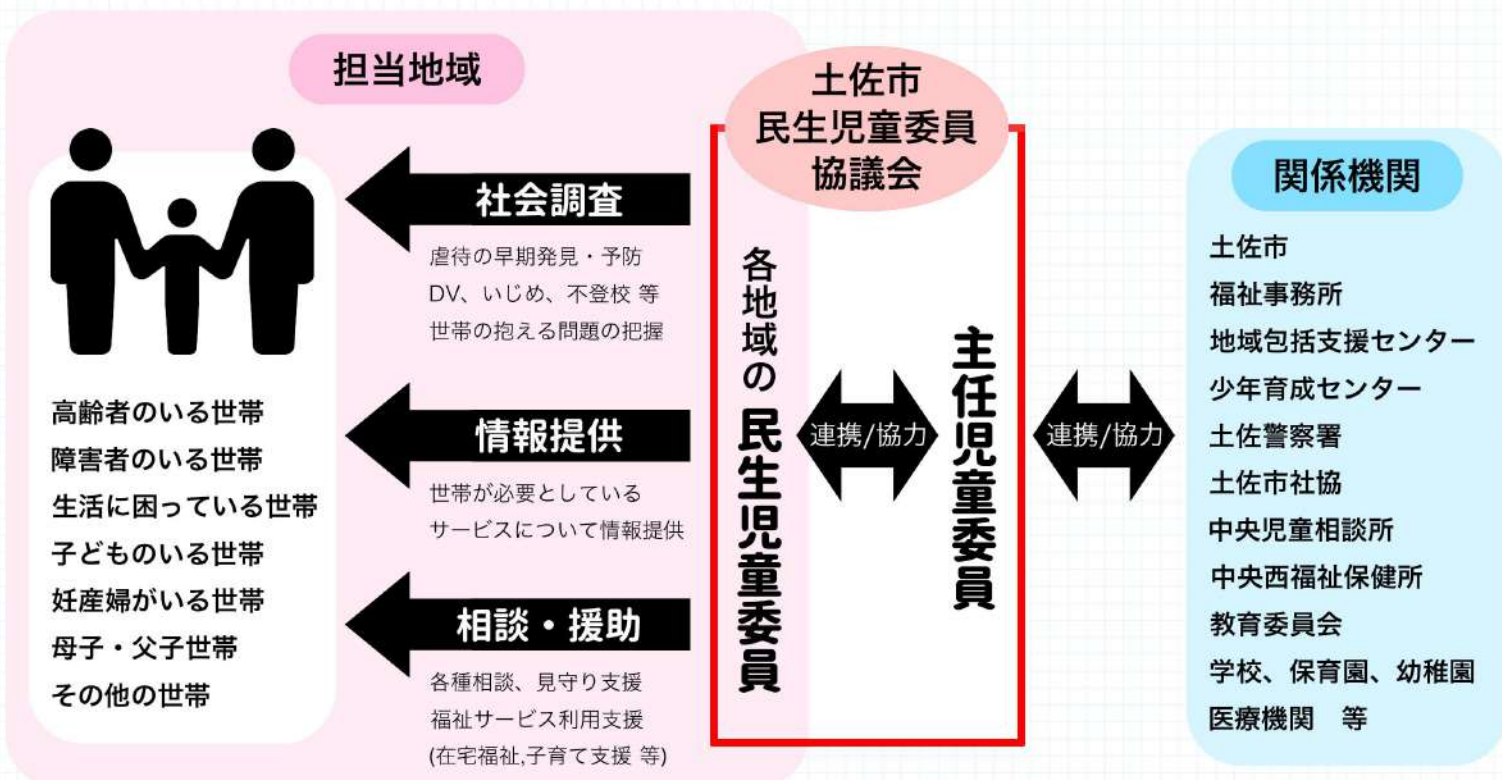 担当地域
高齢者のいる世帯
障害者のいる世帯
生活に困っている世帯
子どものいる世帯
妊産婦がいる世帯
母子・父子世帯
その他の世帯
社会調査
虐待の早期発見・予防
DV、いじめ、不登校 等
世帯の抱える問題の把握
情報提供
世帯が必要としている
サービスについて情報提供
相談・援助
各種相談、見守り支援
福祉サービス利用支援
(在宅福祉,子育て支援 等)
土佐市
民生児童委員
協議会
各地域の 民生児童委員
連携/協力
主任児童委員
連携/協力
関係機関
土佐市
福祉事務所
地域包括支援センター
少年育成センター
土佐警察署
土佐市社協
中央児童相談所
中央西福祉保健所
教育委員会
学校、保育園、幼稚園
医療機関　等